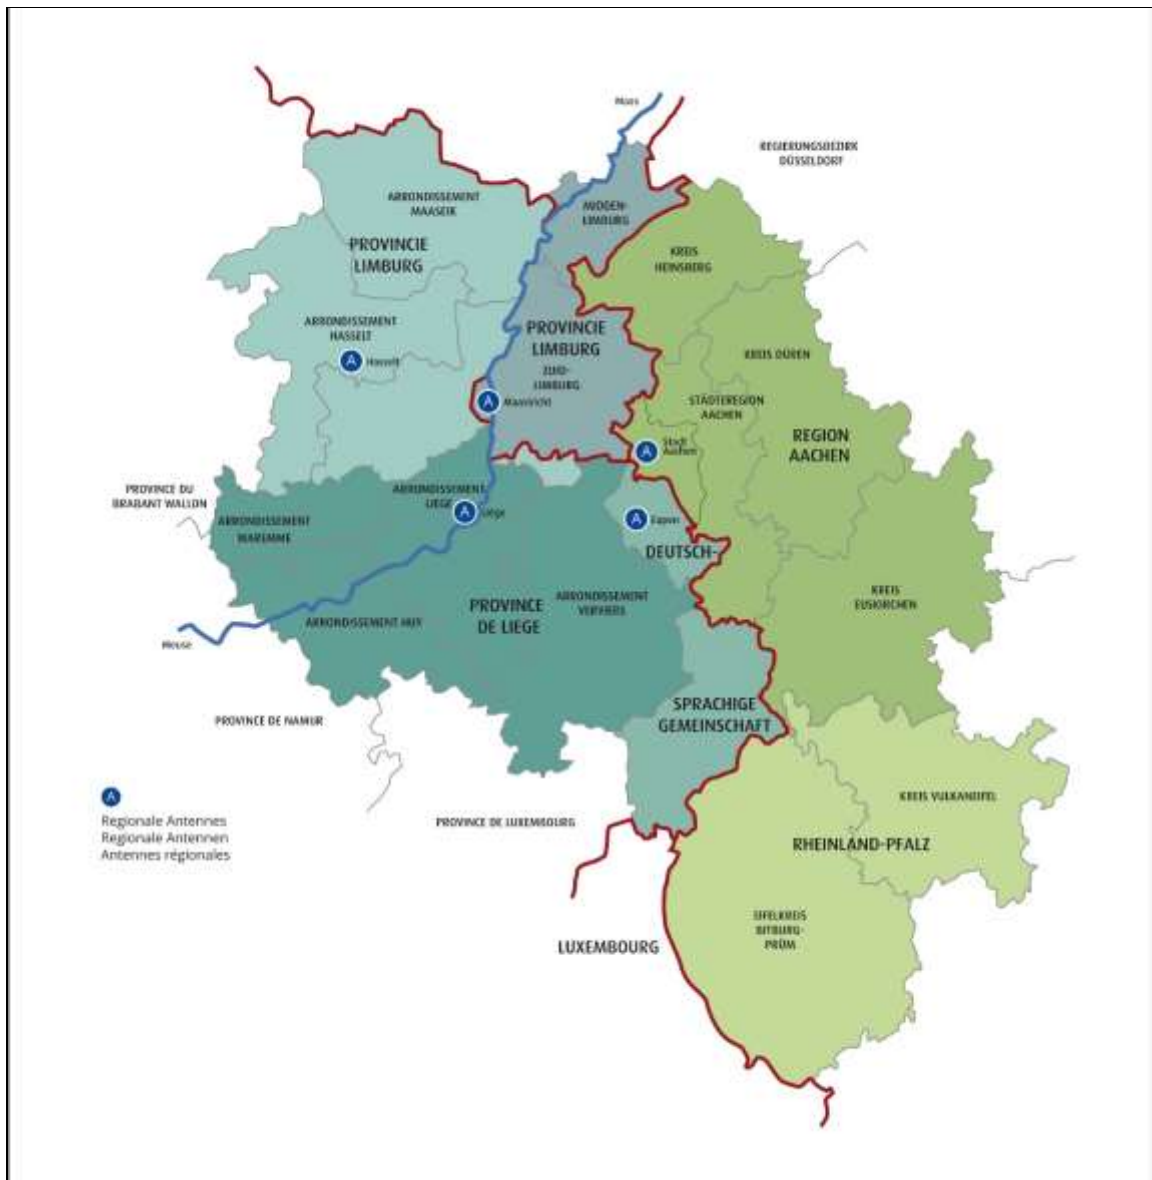 Maas
REGIERUNGSBEZIRK
DÜSSELDORF
ARRONDISSEMENT
MAASEIK
MIDDEN-
LIMBURG
PROVINCIE
LIMBURG
KREIS
HEINSBERG
ARRONDISSEMENT
HASSELT
A Hasselt
PROVINCIE
LIMBURG
ZUID-
LIMBURG
KREIS DÜREN
A Maastricht
STÄDTEREGION
AACHEN
REGION
AACHEN
A Stadt
Aachen
PROVINCE DU
BRABANT WALLON
ARRONDISSEMENT
LIEGE
A Liège
ARRONDISSEMENT
WAREMME
A Eupen
DEUTSCH-
KREIS
EUSKIRCHEN
ARRONDISSEMENT
VERVIERS
PROVINCE
DE LIEGE
ARRONDISSEMENT HUY
Meuse
SPRACHIGE
GEMEINSCHAFT
PROVINCE DE NAMUR
A
Regionale Antennes
Regionale Antennen
Antennes régionales
KREIS VULKANEIFEL
PROVINCE DE LUXEMBOURG
RHEINLAND-PFALZ
EIFELKREIS
BITBURG-
PRÜM
LUXEMBOURG